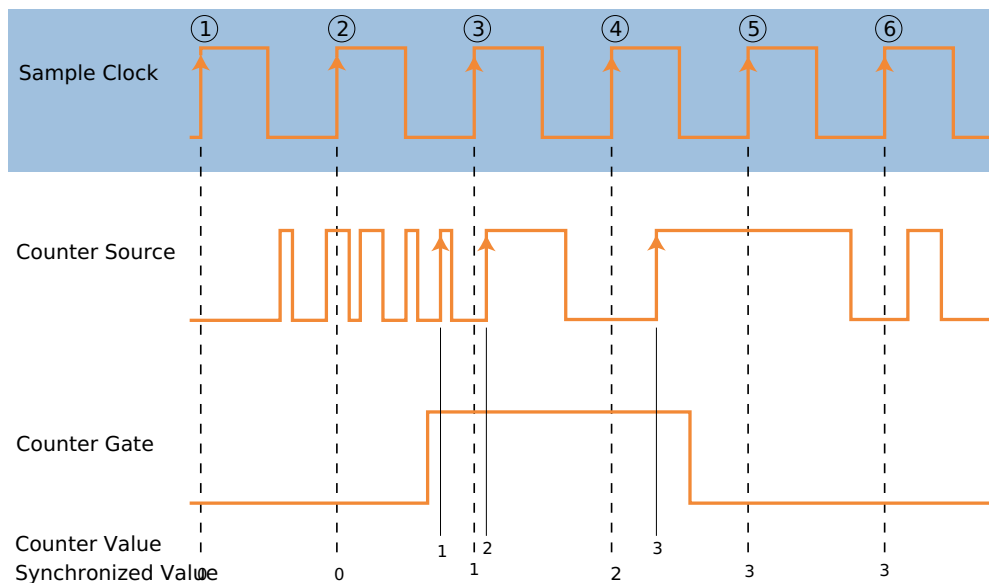 1 2 3 4 5 6
Sample Clock
Counter Source
Counter Gate
Counter Value 1 2 3
Synchronized Value 0 0 1 2 3 3